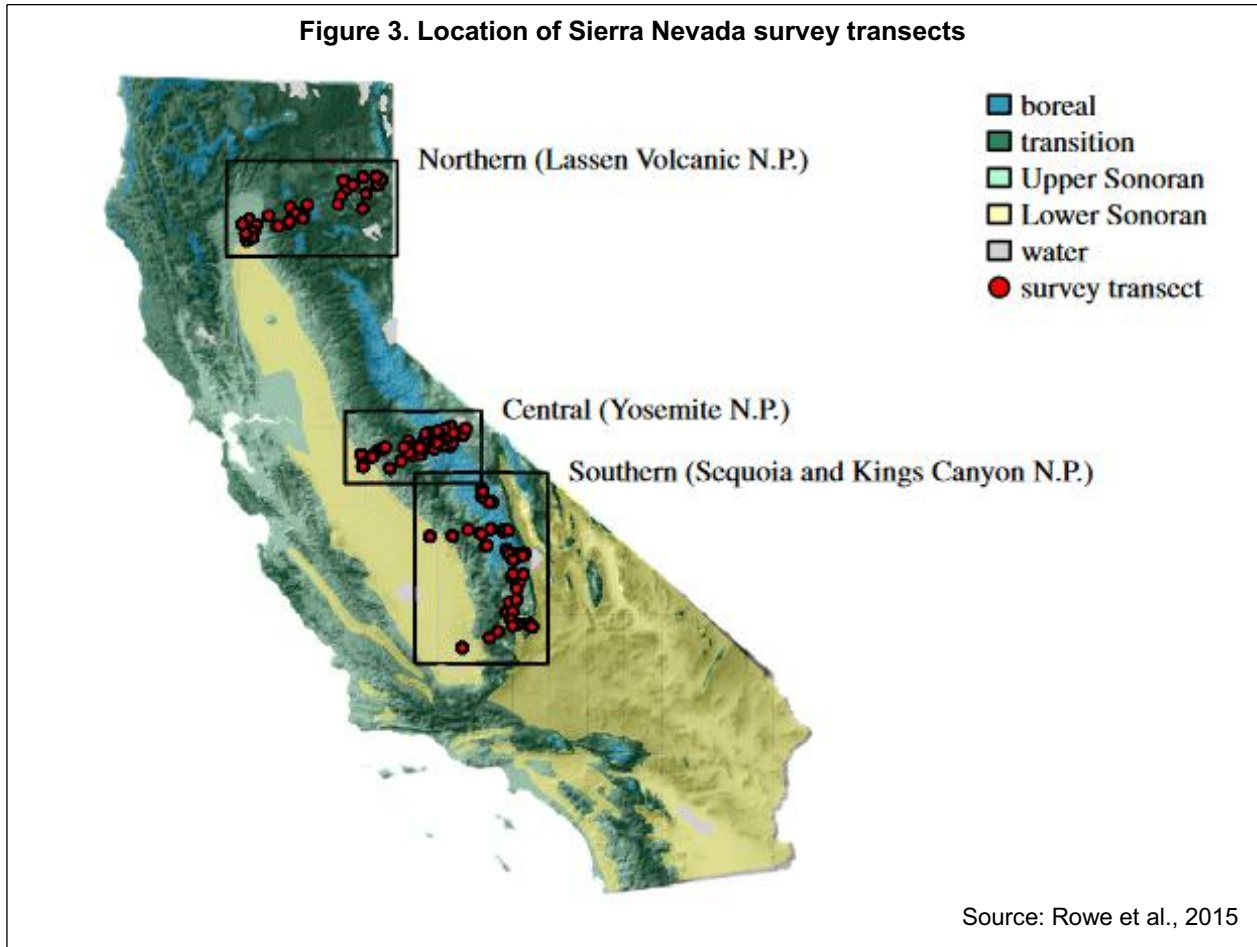 Figure 3. Location of Sierra Nevada survey transects
boreal
transition
Upper Sonoran
Lower Sonoran
water
survey transect
Northern (Lassen Volcanic N.P.)
Central (Yosemite N.P.)
Southern (Sequoia and Kings Canyon N.P.)
Source: Rowe et al., 2015